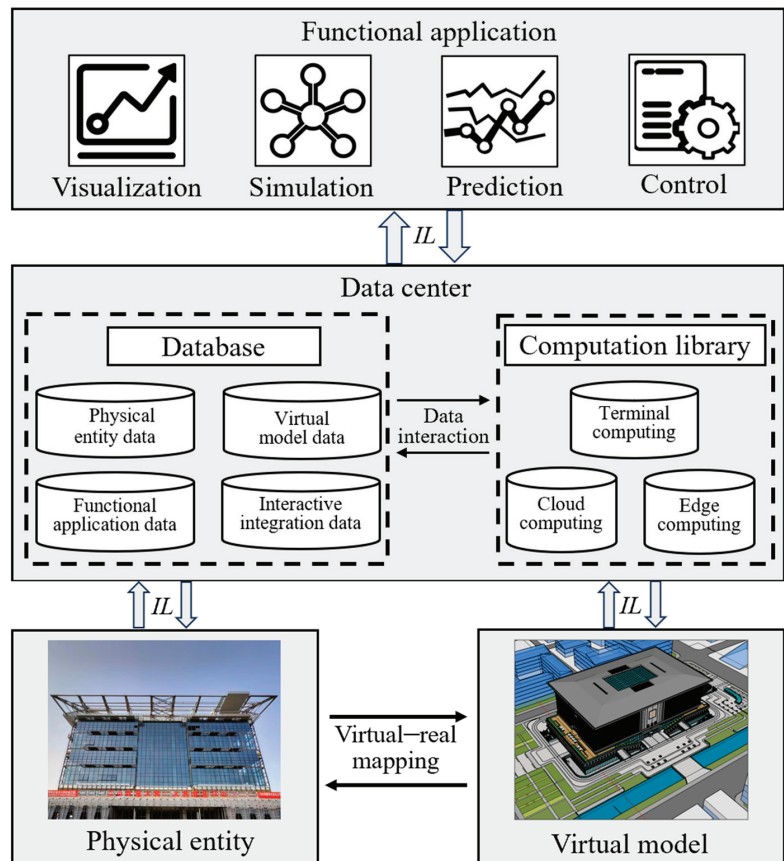 Functional application
Visualization
Simulation
Prediction
Control
IL
Data center
Database
Computation library
Physical
entity data
Virtual
model data
Functional
application data
Interactive
integration data
Data
interaction
Terminal
computing
Cloud
computing
Edge
computing
IL
IL
Virtual–real
mapping
Physical entity
Virtual model